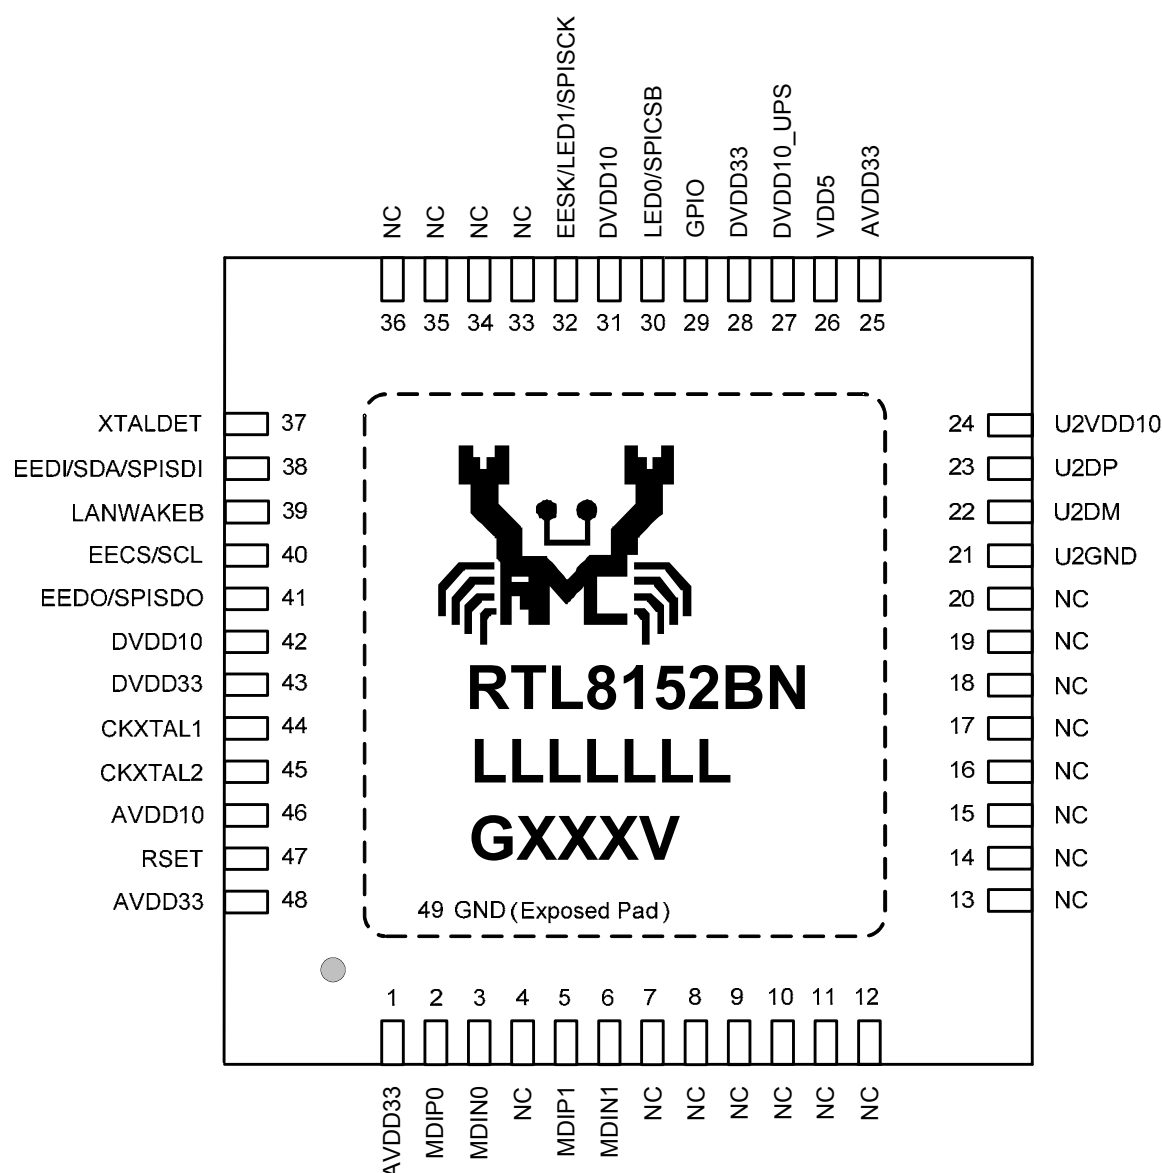 NC
NC
NC
NC
EESK/LED1/SPISCK
DVDD10
LED0/SPICSB
GPIO
DVDD33
DVDD10_UPS
VDD5
AVDD33
36 35 34 33 32 31 30 29 28 27 26 25
XTALDET 37
EEDI/SDA/SPISDI 38
LANWAKEB 39
EECS/SCL 40
EEDO/SPISDO 41
DVDD10 42
DVDD33 43
CKXTAL1 44
CKXTAL2 45
AVDD10 46
RSET 47
AVDD33 48
RTL8152BN
LLLLLLL
GXXXV
49 GND (Exposed Pad)
24 U2VDD10
23 U2DP
22 U2DM
21 U2GND
20 NC
19 NC
18 NC
17 NC
16 NC
15 NC
14 NC
13 NC
1 2 3 4 5 6 7 8 9 10 11 12
AVDD33
MDIP0
MDIN0
NC
MDIP1
MDIN1
NC
NC
NC
NC
NC
NC